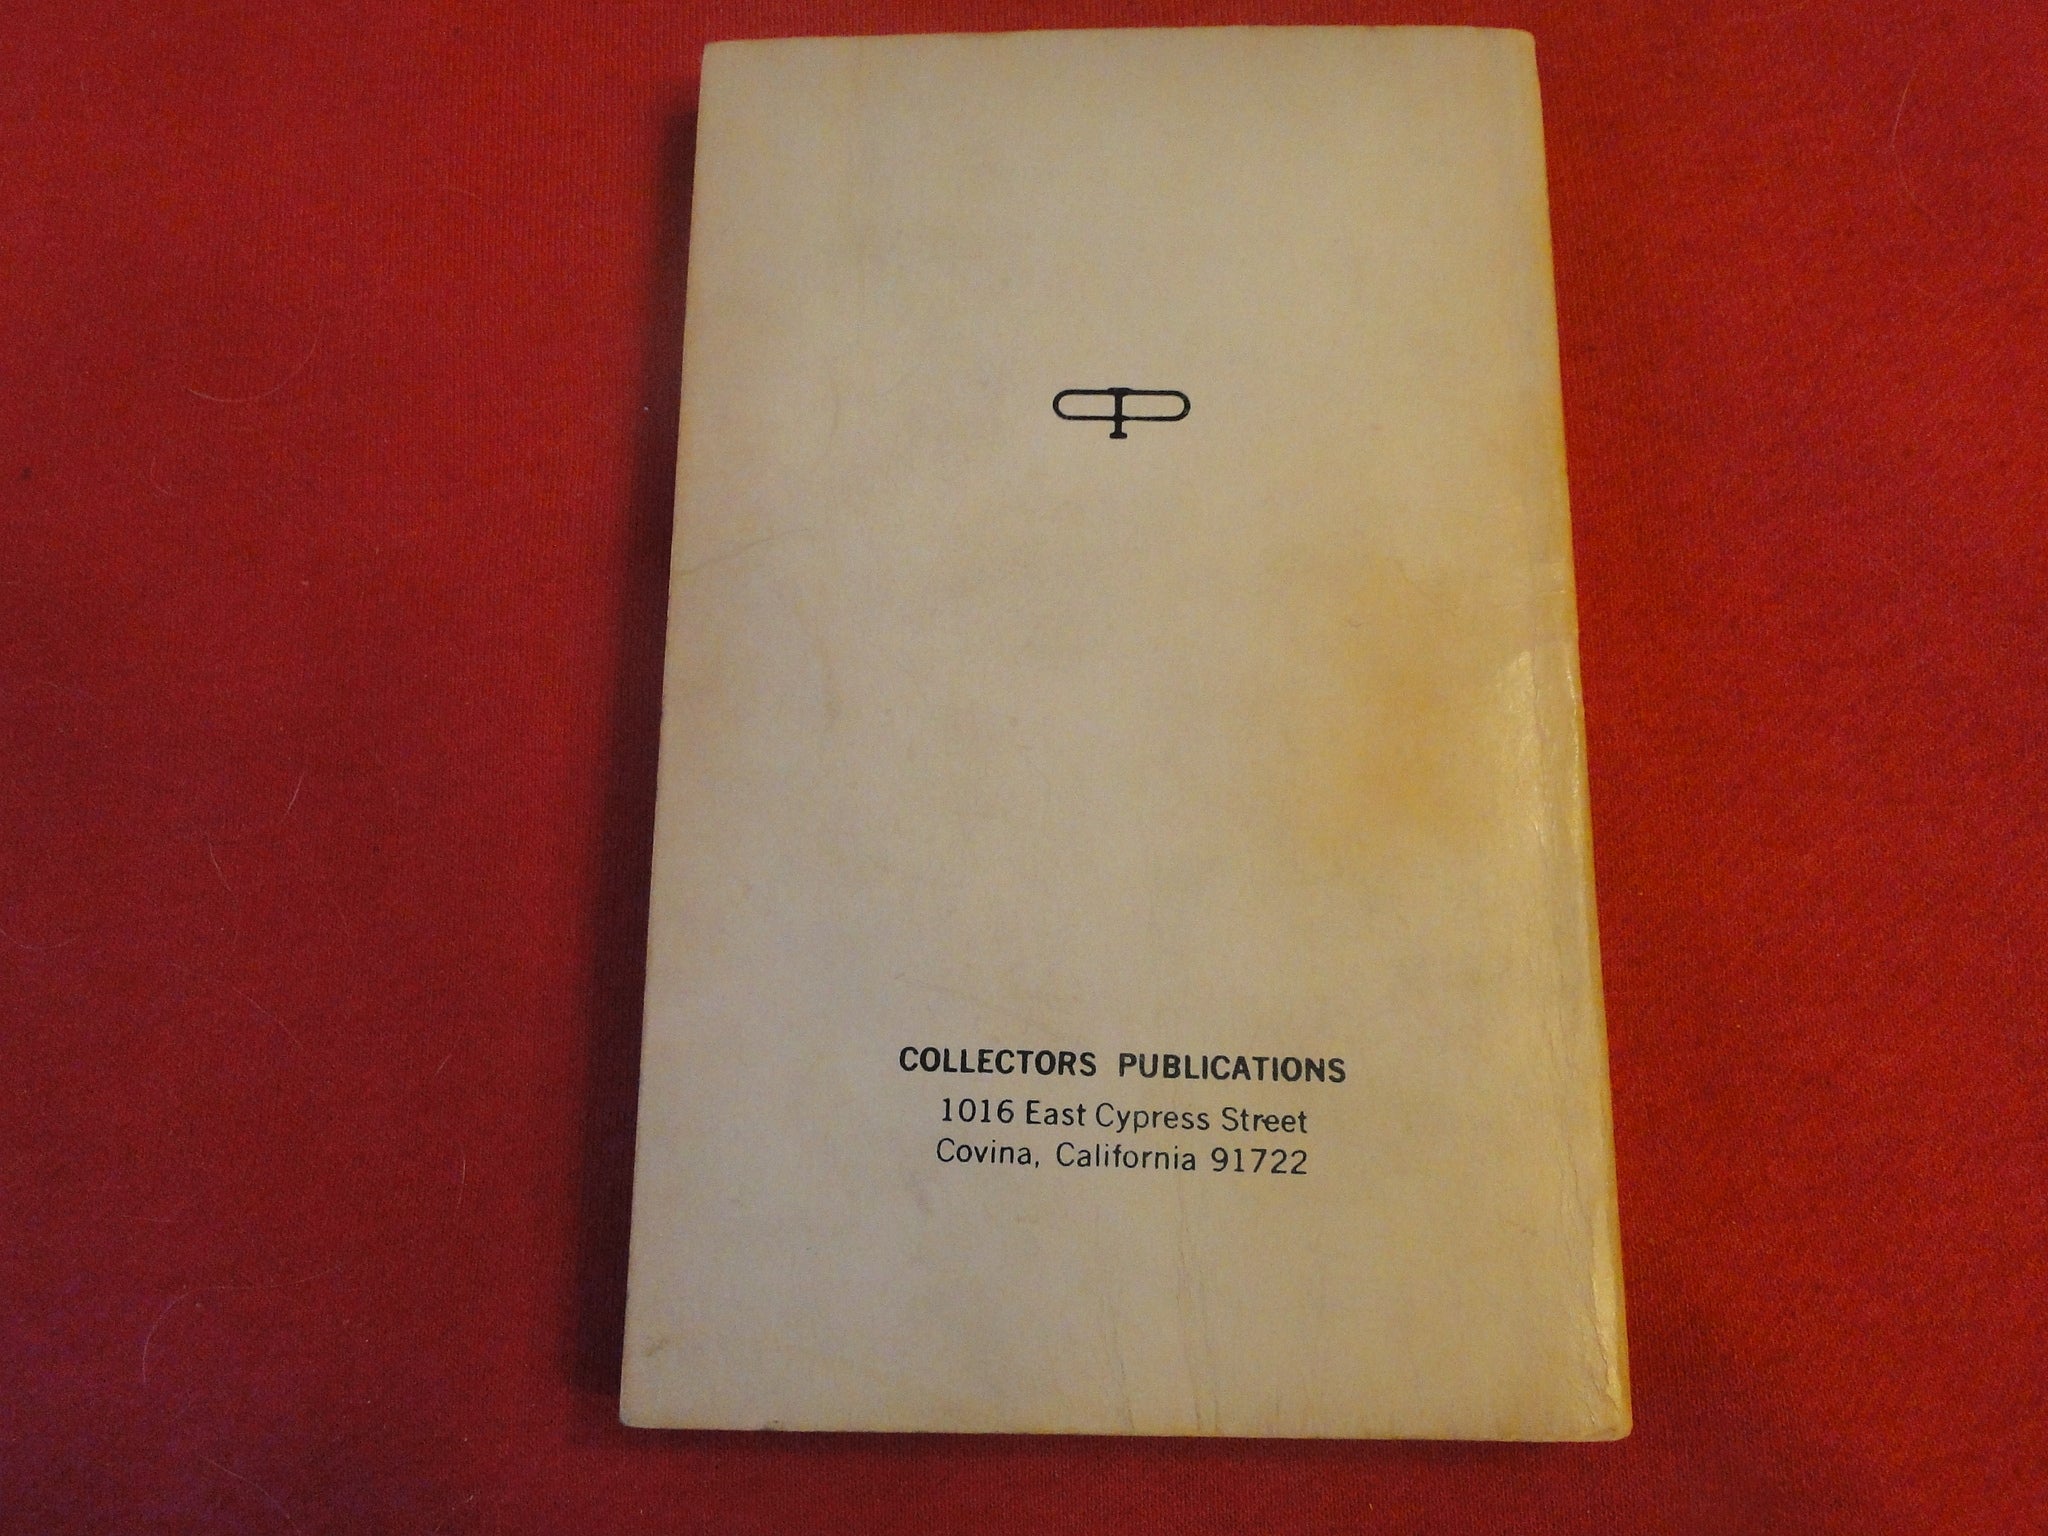 COLLECTORS PUBLICATIONS
1016 East Cypress Street
Covina, California 91722